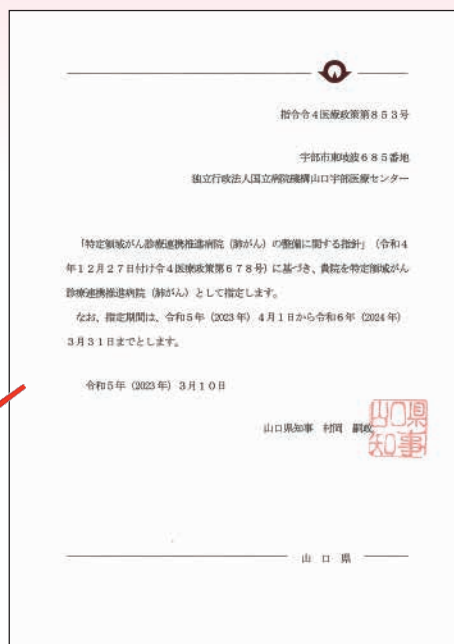 指令令4医療政策第853号
宇部市東岐波685番地
独立行政法人国立病院機構山口宇部医療センター
「特定領域がん診療連携推進病院(肺がん)の整備に関する指針」(令和4
年12月27日付け令4医療政策第678号)に基づき、貴院を特定領域がん
診療連携推進病院(肺がん)として指定します。
なお、指定期間は、令和5年(2023年)4月1日から令和6年(2024年)
3月31日までとします。
令和5年(2023年)3月10日
山口県知事 村岡 嗣政
山口県
知事
山口県